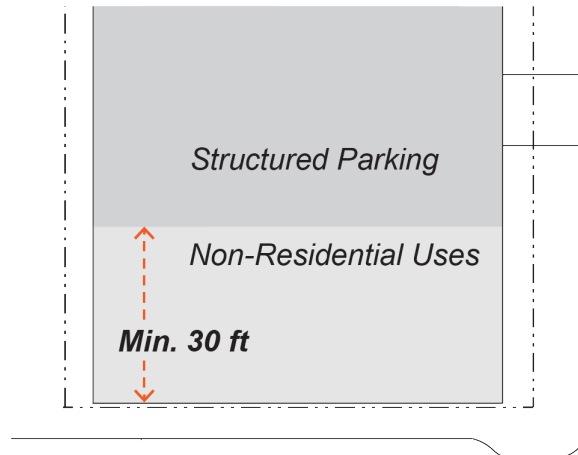 Structured Parking
Non-Residential Uses
Min. 30 ft